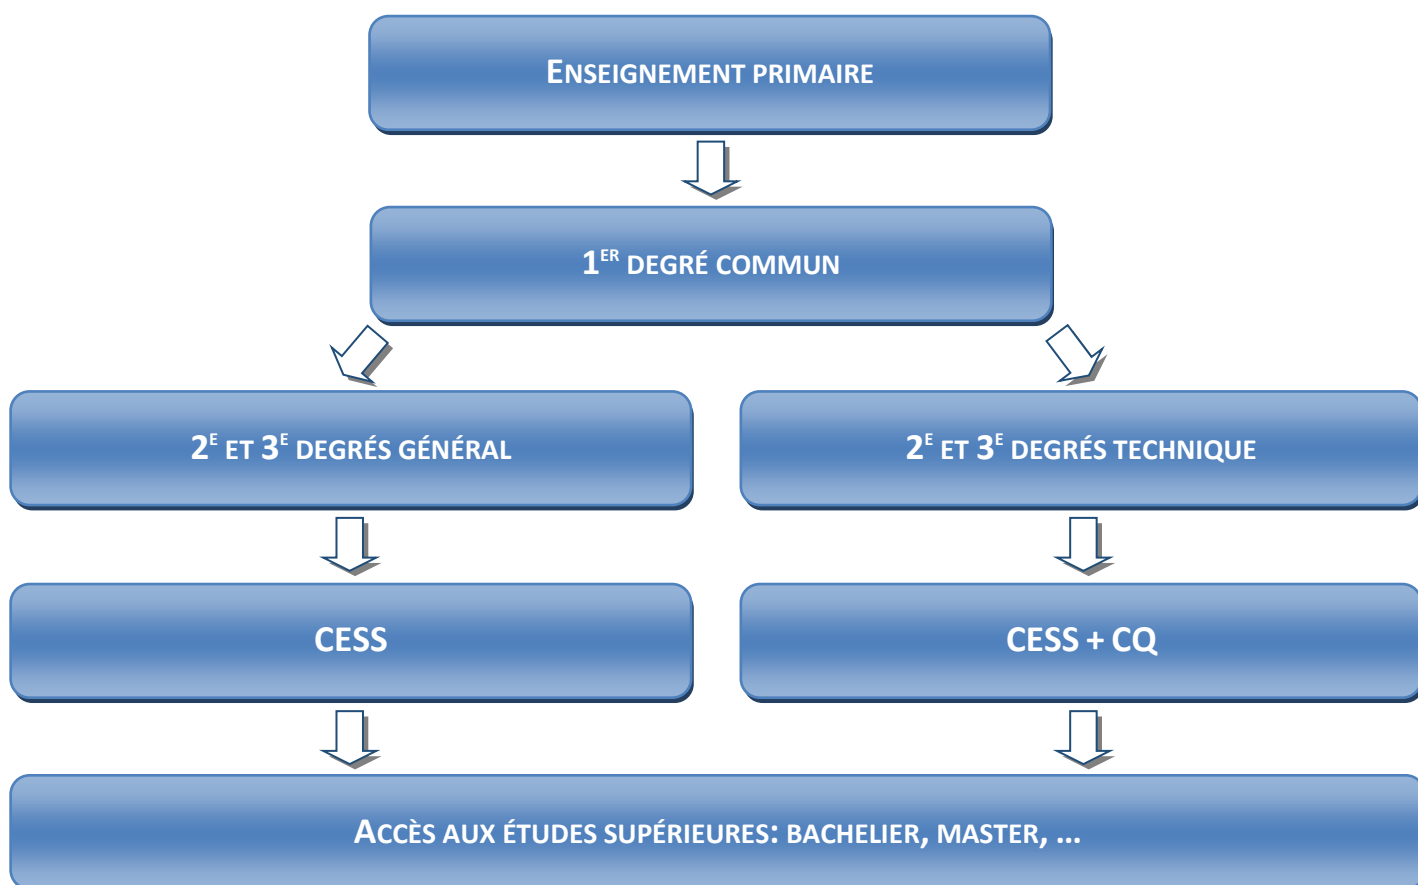 Enseignement primaire
1er degré commun
2e et 3e degrés général
2e et 3e degrés technique
CESS
CESS + CQ
Accès aux études supérieures: bachelier, master, ...